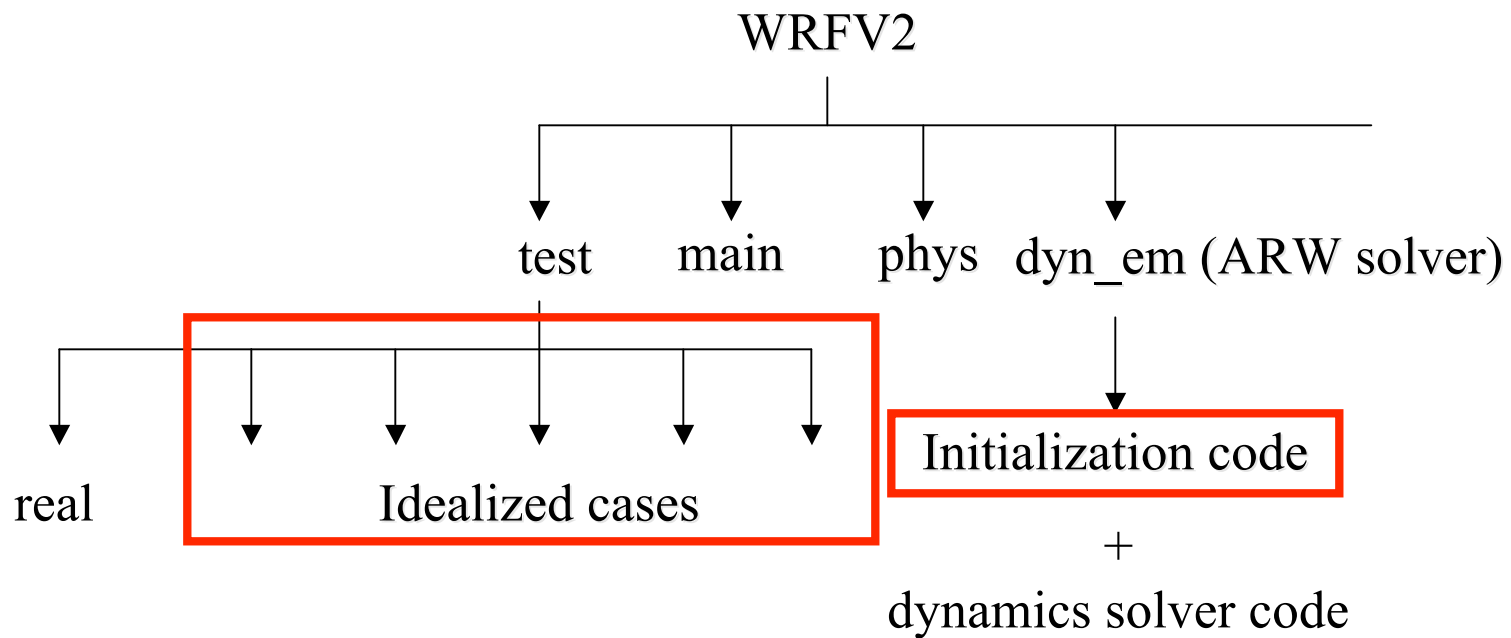 WRFV2
test main phys dyn_em (ARW solver)
Initialization code
real Idealized cases
+
dynamics solver code